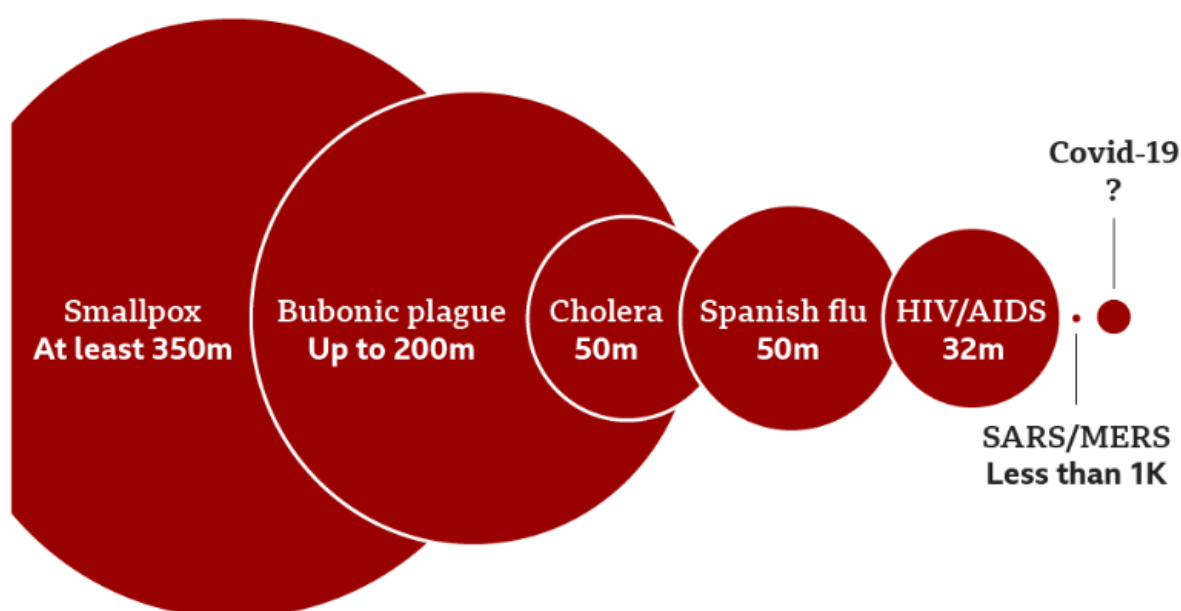 Smallpox
At least 350m
Bubonic plague
Up to 200m
Cholera
50m
Spanish flu
50m
HIV/AIDS
32m
SARS/MERS
Less than 1K
Covid-19
?